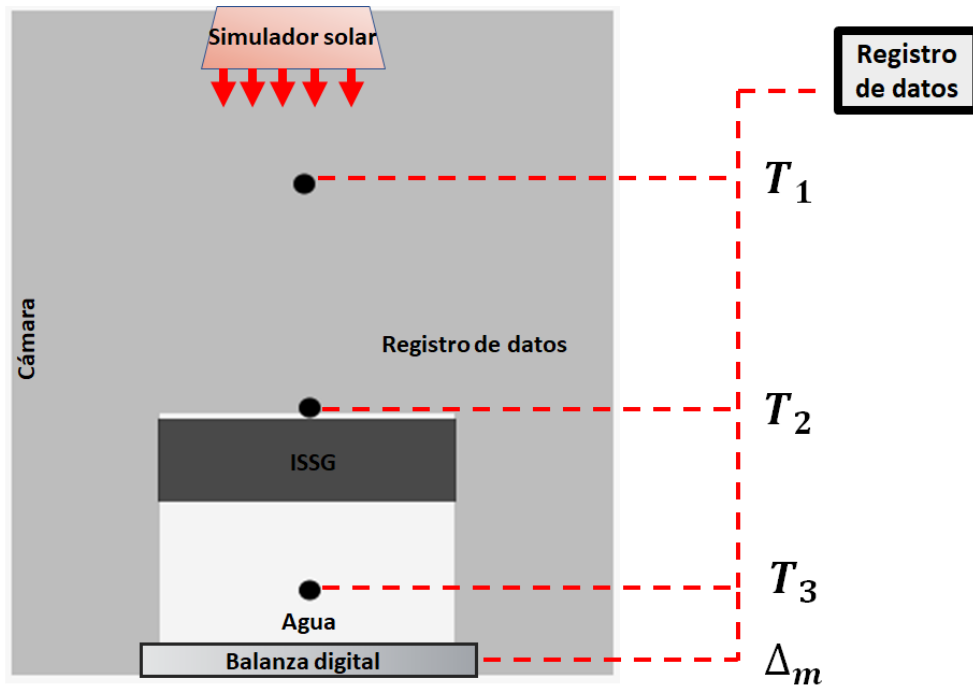 Simulador solar
Registro
de datos
T₁
Cámara
Registro de datos
T₂
ISSG
T₃
Agua
Balanza digital
Δₘ